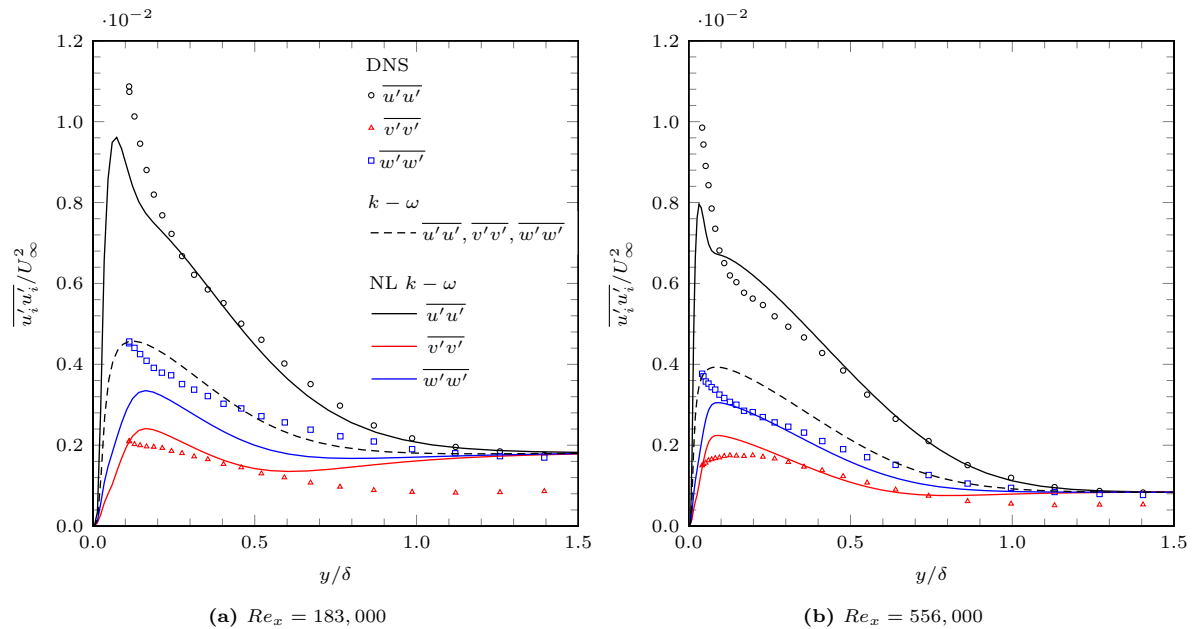 ·10⁻²
1.2
1.0
0.8
0.6
0.4
0.2
0.0
0.0 0.5 1.0 1.5
y/δ
u′ᵢu′ᵢ/U²∞
DNS
u′u′
v′v′
w′w′
k − ω
u′u′, v′v′, w′w′
NL k − ω
u′u′
v′v′
w′w′
(a) Reₓ = 183,000
·10⁻²
1.2
1.0
0.8
0.6
0.4
0.2
0.0
0.0 0.5 1.0 1.5
y/δ
u′ᵢu′ᵢ/U²∞
(b) Reₓ = 556,000